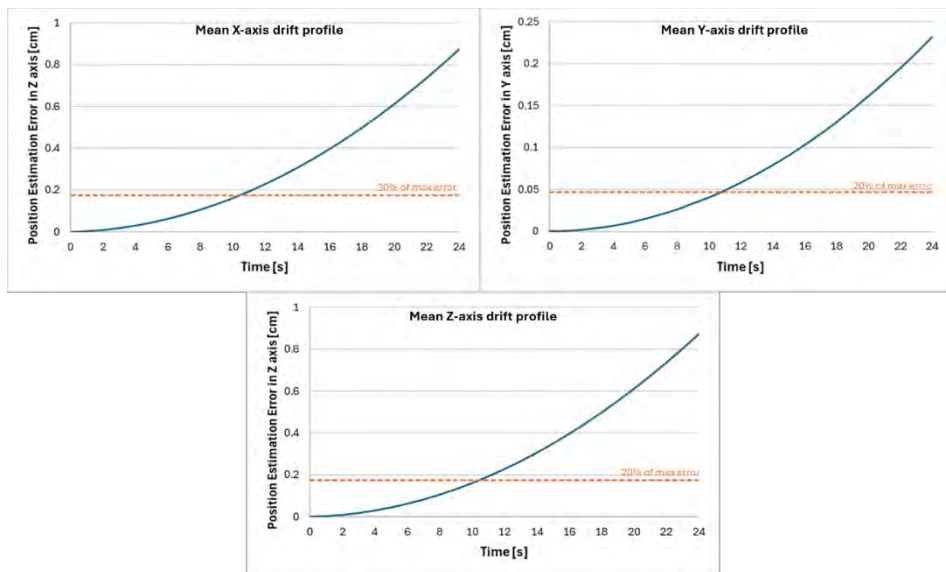 Mean X-axis drift profile
Position Estimation Error in Z axis [cm]
1
0.8
0.6
0.4
0.2
0
30% of max error
0 2 4 6 8 10 12 14 16 18 20 22 24
Time [s]
Mean Y-axis drift profile
Position Estimation Error in Y axis [cm]
0.25
0.2
0.15
0.1
0.05
0
20% of max error
0 2 4 6 8 10 12 14 16 18 20 22 24
Time [s]
Mean Z-axis drift profile
Position Estimation Error in Z axis [cm]
1
0.8
0.6
0.4
0.2
0
20% of max error
0 2 4 6 8 10 12 14 16 18 20 22 24
Time [s]